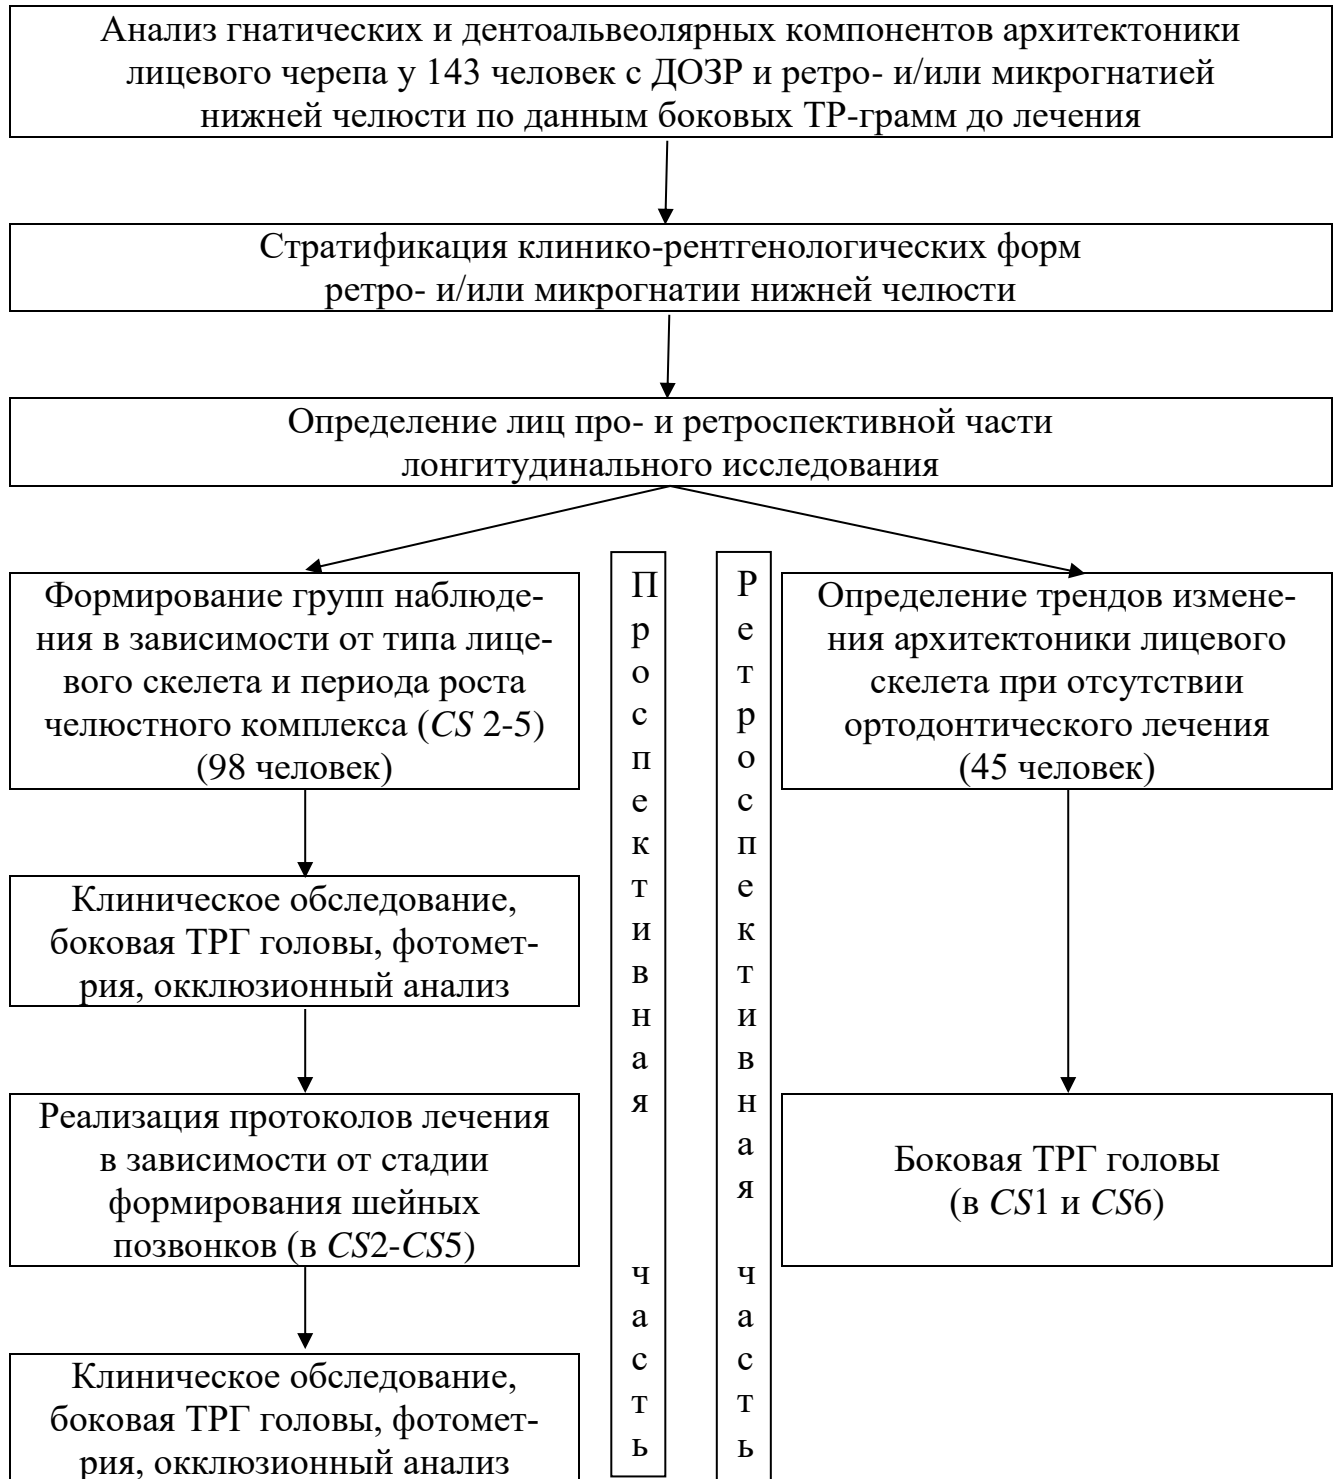 Анализ гнатических и дентоальвеолярных компонентов архитектоники
лицевого черепа у 143 человек с ДОЗР и ретро- и/или микрогнатией
нижней челюсти по данным боковых ТР-грамм до лечения
Стратификация клинико-рентгенологических форм
ретро- и/или микрогнатии нижней челюсти
Определение лиц про- и ретроспективной части
лонгитудинального исследования
Формирование групп наблюде-
ния в зависимости от типа лице-
вого скелета и периода роста
челюстного комплекса (CS 2-5)
(98 человек)
Клиническое обследование,
боковая ТРГ головы, фотомет-
рия, окклюзионный анализ
Реализация протоколов лечения
в зависимости от стадии
формирования шейных
позвонков (в CS2-CS5)
Клиническое обследование,
боковая ТРГ головы, фотомет-
рия, окклюзионный анализ
Проспективная часть
Ретроспективная часть
Определение трендов измене-
ния архитектоники лицевого
скелета при отсутствии
ортодонтического лечения
(45 человек)
Боковая ТРГ головы
(в CS1 и CS6)